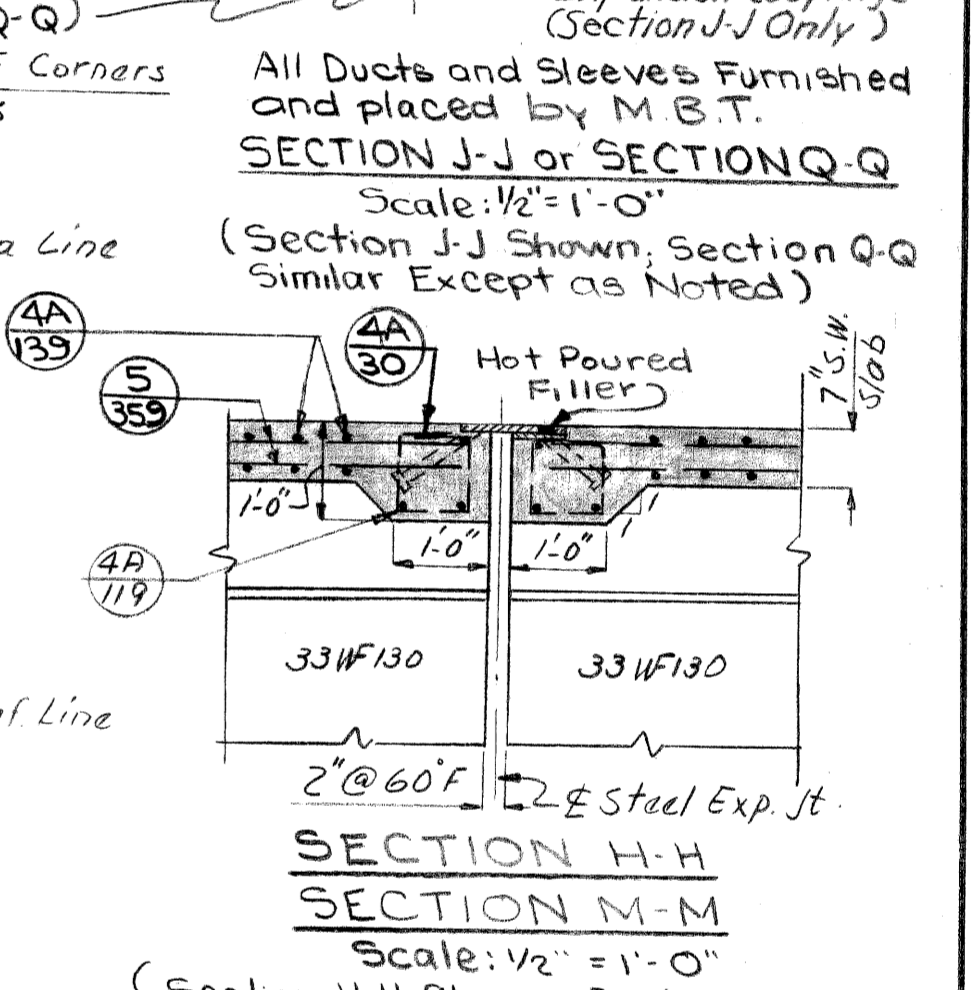 Q-Q)
(Section J-J Only)
Corners
All Ducts and Sleeves Furnished
and placed by M.B.T.
SECTION J-J or SECTION Q-Q
Scale: 1/2" = 1'-0"
a Line
(Section J-J Shown; Section Q-Q
Similar Except as Noted)
4A
139
4A
30
Hot Poured
Filler
7" S.W.
Slab
5
359
1'-0"
1'-0"
1'-0"
1
1
4A
119
33WF130
33WF130
f. Line
2" @ 60°F
℄ Steel Exp. Jt.
SECTION H-H
SECTION M-M
Scale: 1/2" = 1'-0"